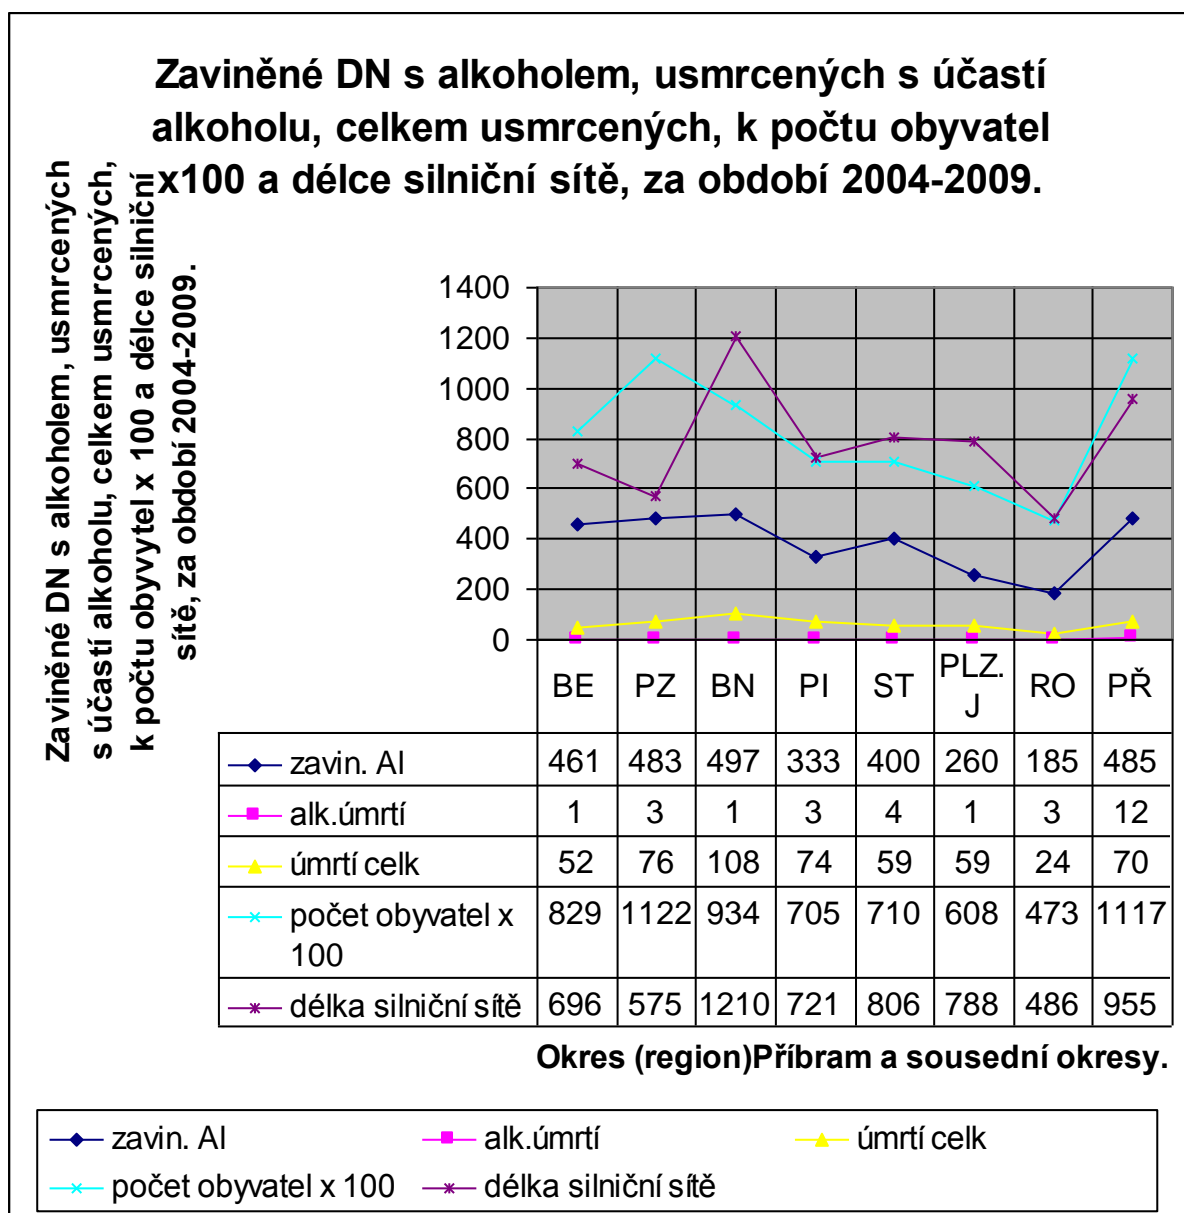 Zaviněné DN s alkoholem, usmrcených s účastí
alkoholu, celkem usmrcených, k počtu obyvatel
x100 a délce silniční sítě, za období 2004-2009.
Zaviněné DN s alkoholem, usmrcených
s účastí alkoholu, celkem usmrcených,
k počtu obyvytel x 100 a délce silniční
sítě, za období 2004-2009.
1400
1200
1000
800
600
400
200
0
BE PZ BN PI ST PLZ. J RO PŘ
zavin. Al 461 483 497 333 400 260 185 485
alk.úmrtí 1 3 1 3 4 1 3 12
úmrtí celk 52 76 108 74 59 59 24 70
počet obyvatel x 829 1122 934 705 710 608 473 1117
100
délka silniční sítě 696 575 1210 721 806 788 486 955
Okres (region)Příbram a sousední okresy.
zavin. Al alk.úmrtí úmrtí celk
počet obyvatel x 100 délka silniční sítě